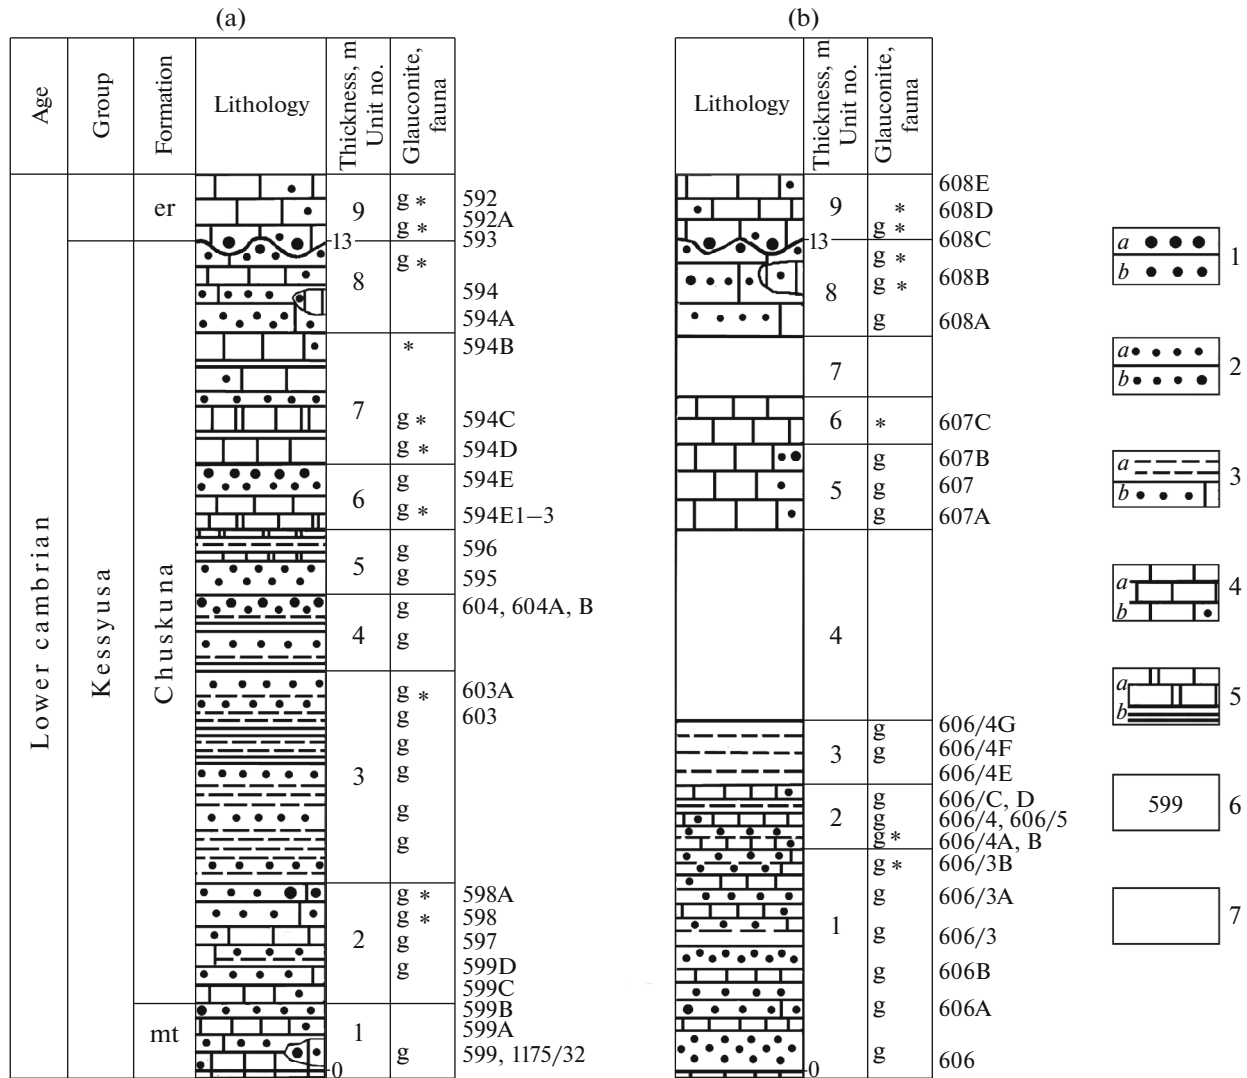 (a)
(b)
Age
Group
Formation
Lithology
Thickness, m
Unit no.
Glauconite,
fauna
Lithology
Thickness, m
Unit no.
Glauconite,
fauna
Lower cambrian
Kessyusa
er
Chuskuna
mt
9
13
8
7
6
5
4
3
2
1
0
g *
g *
g *
*
g *
g *
g
g *
g
g
g
g
g *
g
g
g
g
g
g *
g *
g
g
g
592
592A
593
594
594A
594B
594C
594D
594E
594E1–3
596
595
604, 604A, B
603A
603
598A
598
597
599D
599C
599B
599A
599, 1175/32
9
13
8
7
6
5
4
3
2
1
0
*
g *
g *
g *
g
*
g
g
g
g
g
g
g
g *
g *
g
g
g
g
g
608E
608D
608C
608B
608A
607C
607B
607
607A
606/4G
606/4F
606/4E
606/C, D
606/4, 606/5
606/4A, B
606/3B
606/3A
606/3
606B
606A
606
a
b
1
a
b
2
a
b
3
a
b
4
a
b
5
599
6
7